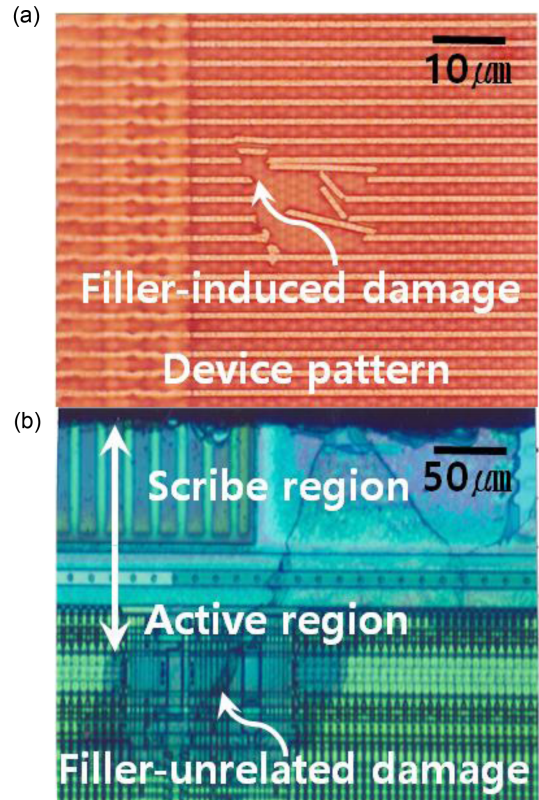 (a)
10㎛
Filler-induced damage
Device pattern
(b)
50㎛
Scribe region
Active region
Filler-unrelated damage